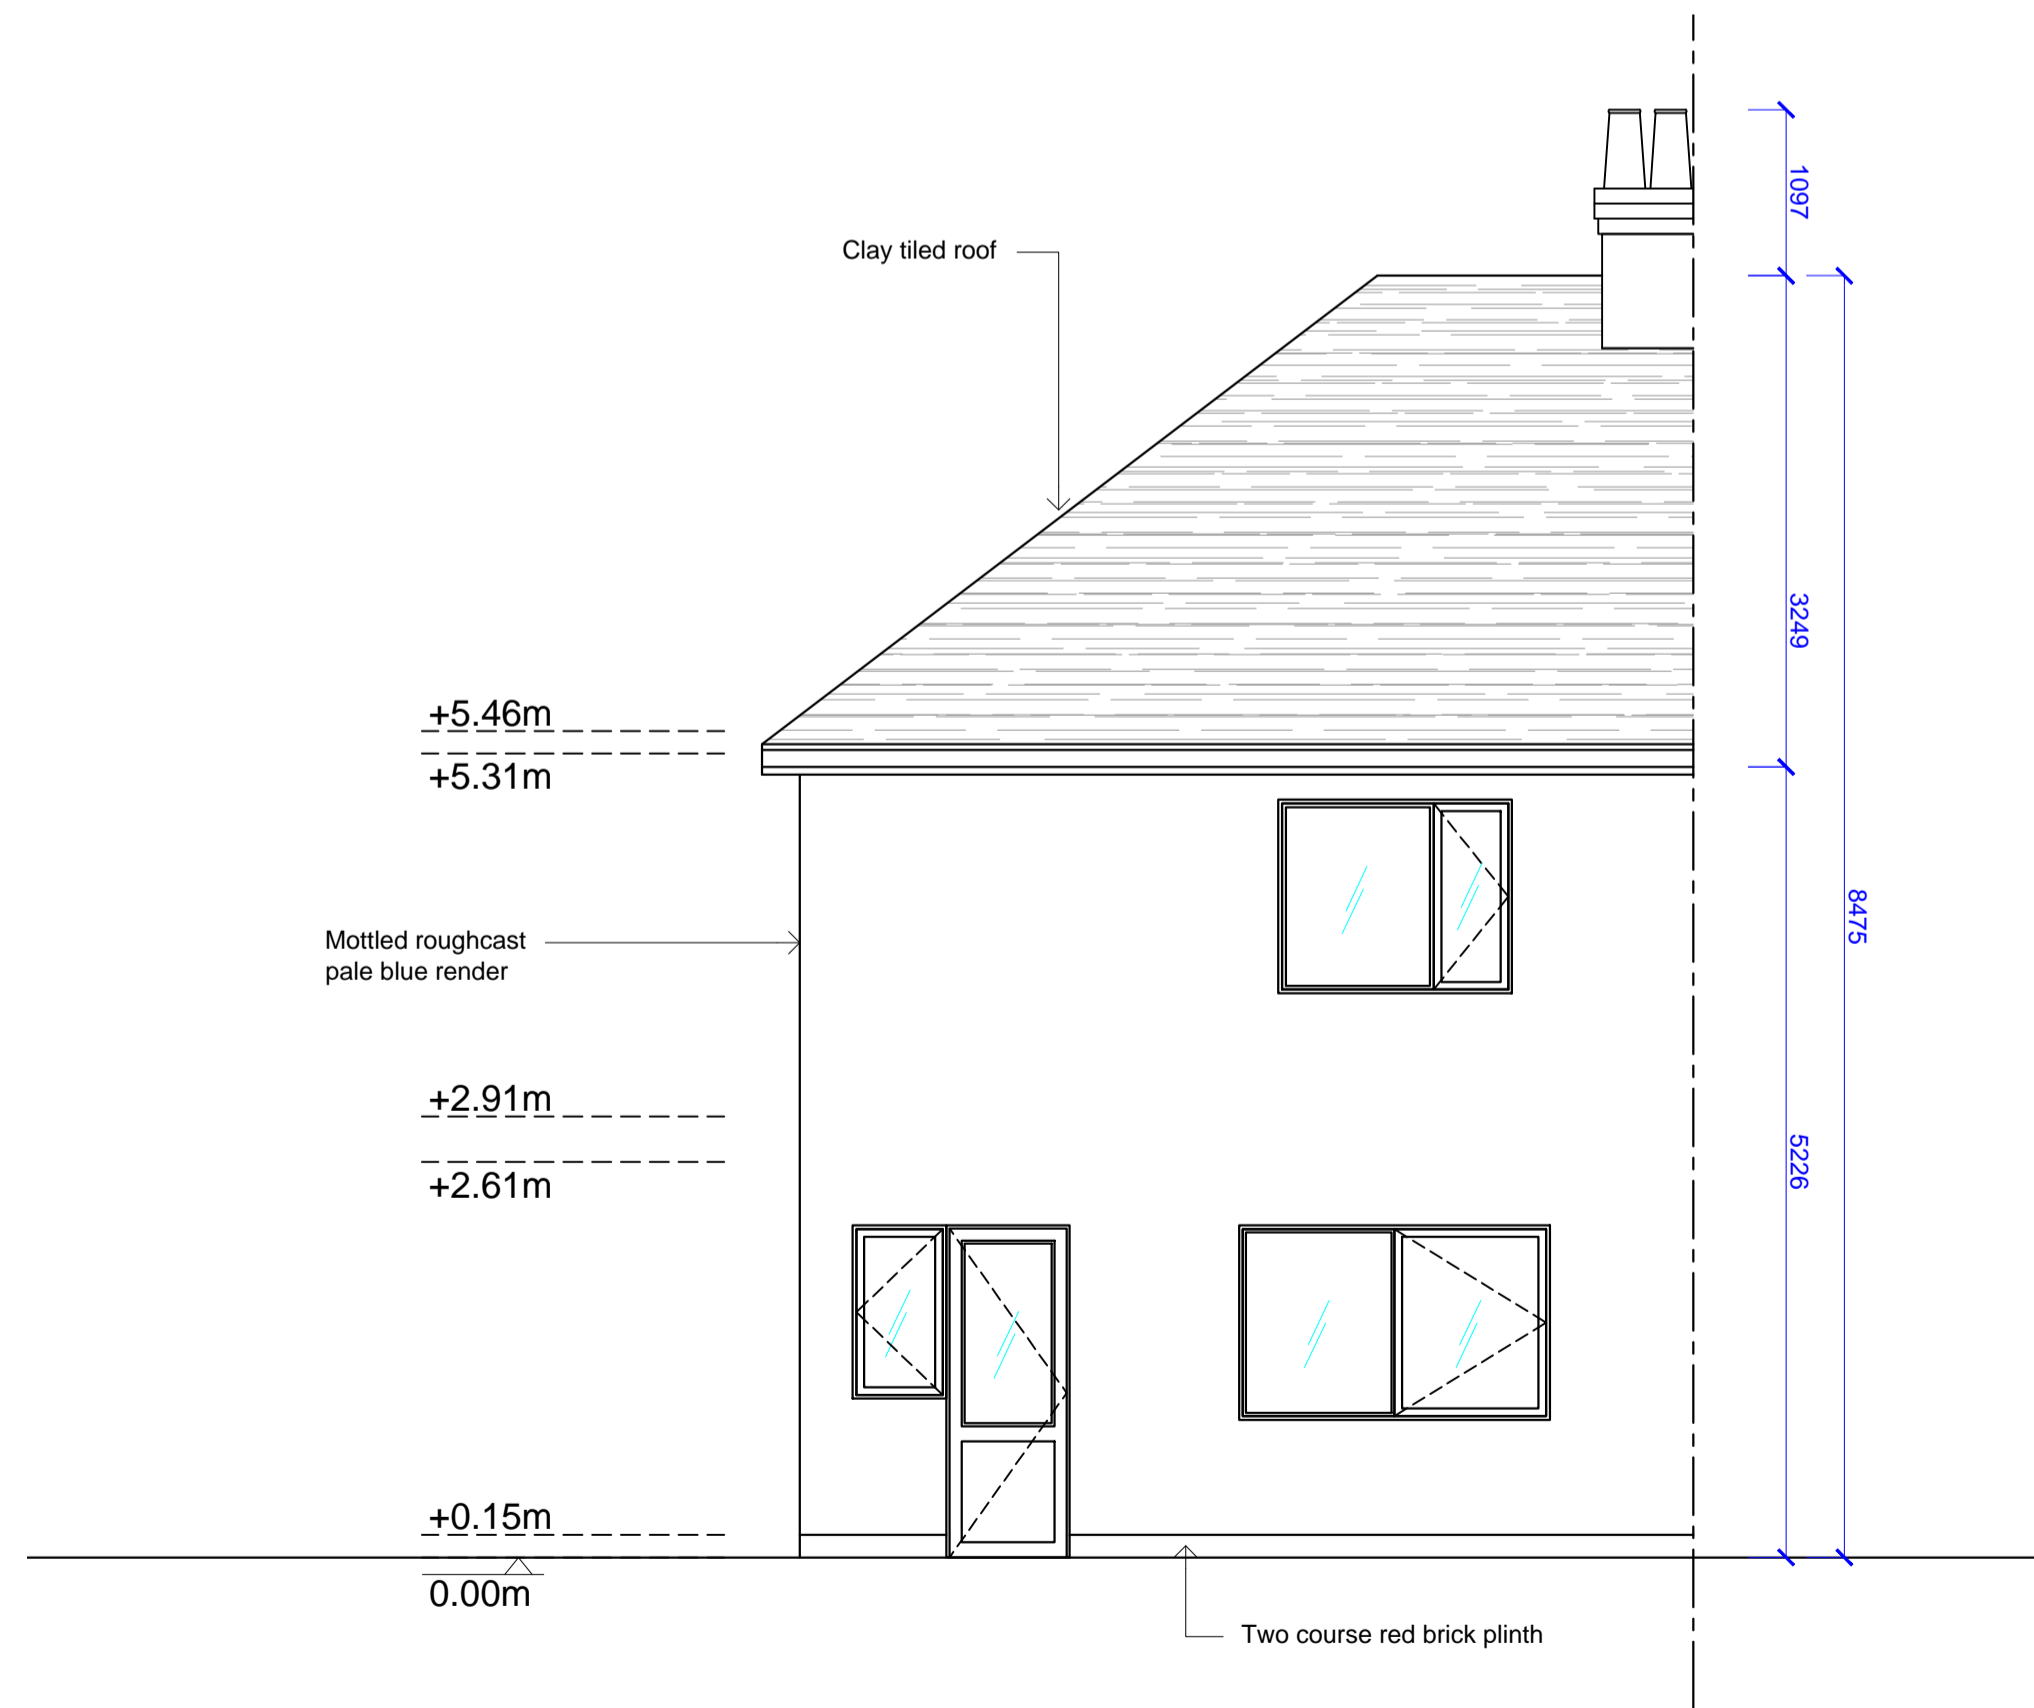 1097
Clay tiled roof
3249
+5.46m
+5.31m
8475
Mottled roughcast
pale blue render
+2.91m
5226
+2.61m
+0.15m
0.00m
Two course red brick plinth